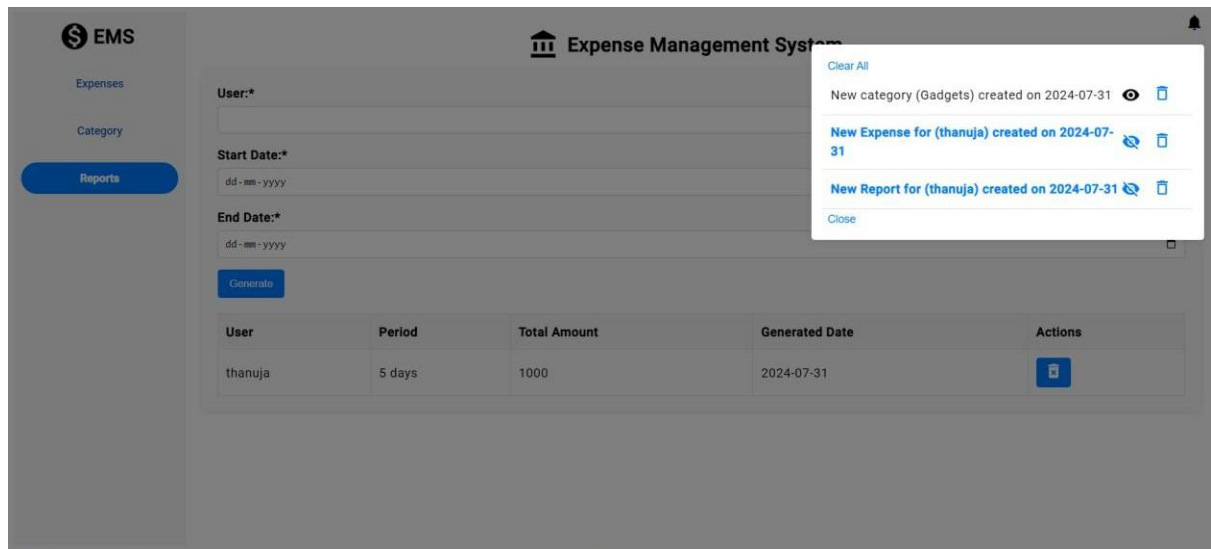 EMS
Expense Management System
Expenses
Category
Reports
User:*
Start Date:*
dd-mm-yyyy
End Date:*
dd-mm-yyyy
Generate
User Period Total Amount Generated Date Actions
thanuja 5 days 1000 2024-07-31
Clear All
New category (Gadgets) created on 2024-07-31
New Expense for (thanuja) created on 2024-07-
31
New Report for (thanuja) created on 2024-07-31
Close